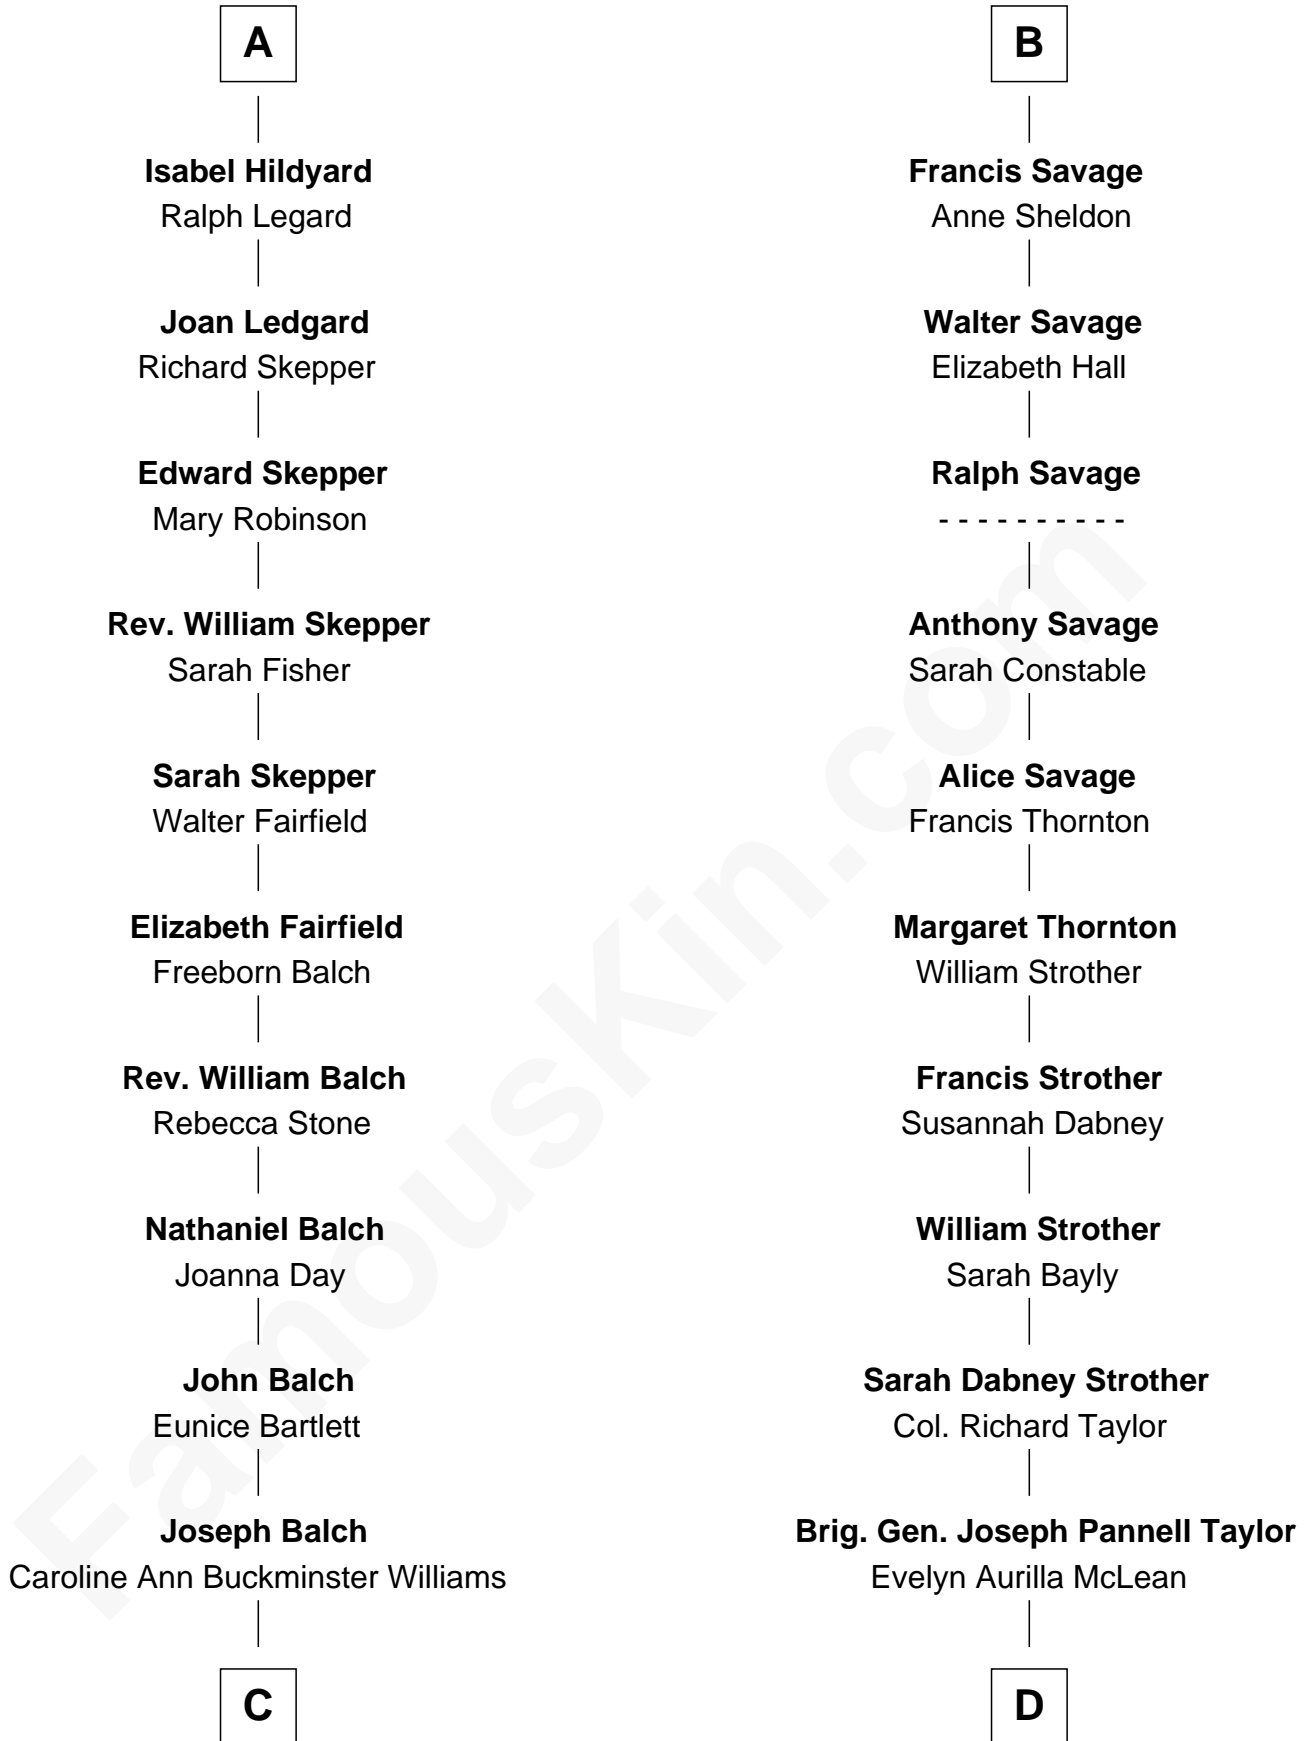 A
Isabel Hildyard
Ralph Legard
Joan Ledgard
Richard Skepper
Edward Skepper
Mary Robinson
Rev. William Skepper
Sarah Fisher
Sarah Skepper
Walter Fairfield
Elizabeth Fairfield
Freeborn Balch
Rev. William Balch
Rebecca Stone
Nathaniel Balch
Joanna Day
John Balch
Eunice Bartlett
Joseph Balch
Caroline Ann Buckminster Williams
C
B
Francis Savage
Anne Sheldon
Walter Savage
Elizabeth Hall
Ralph Savage
- - - - - - - - - -
Anthony Savage
Sarah Constable
Alice Savage
Francis Thornton
Margaret Thornton
William Strother
Francis Strother
Susannah Dabney
William Strother
Sarah Bayly
Sarah Dabney Strother
Col. Richard Taylor
Brig. Gen. Joseph Pannell Taylor
Evelyn Aurilla McLean
D
FamousKin.com